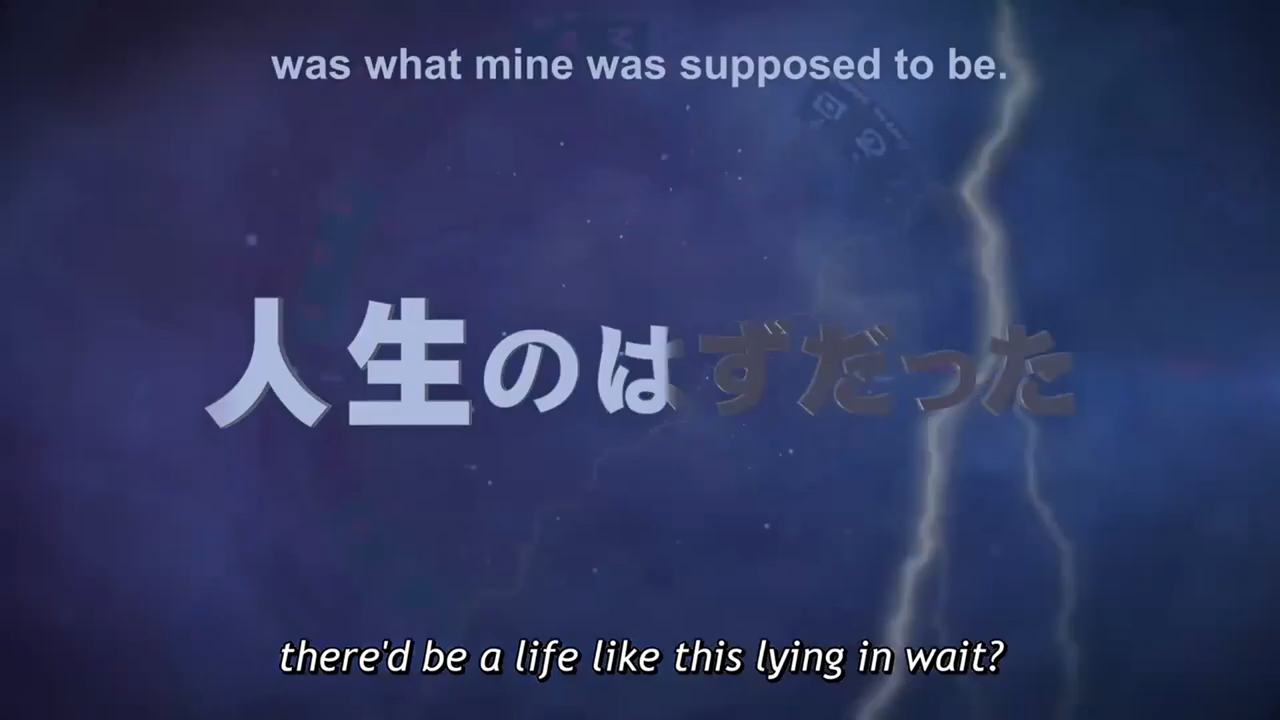 was what mine was supposed to be.
人生のはずだった
there'd be a life like this lying in wait?